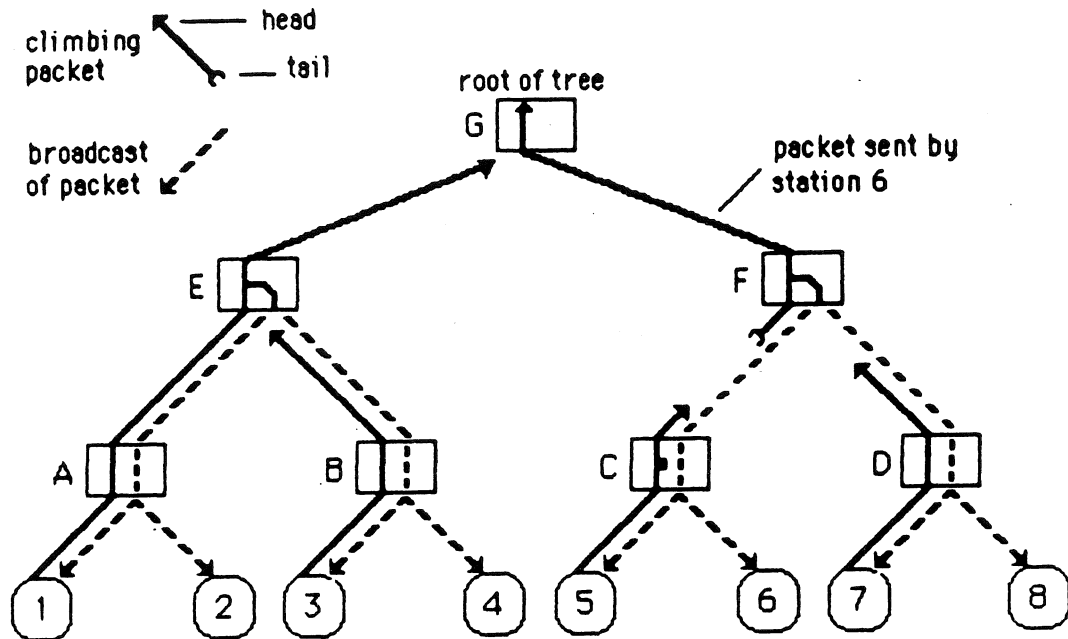 climbing
packet
head
tail
broadcast
of packet
root of tree
G
packet sent by
station 6
E
F
A
B
C
D
1
2
3
4
5
6
7
8